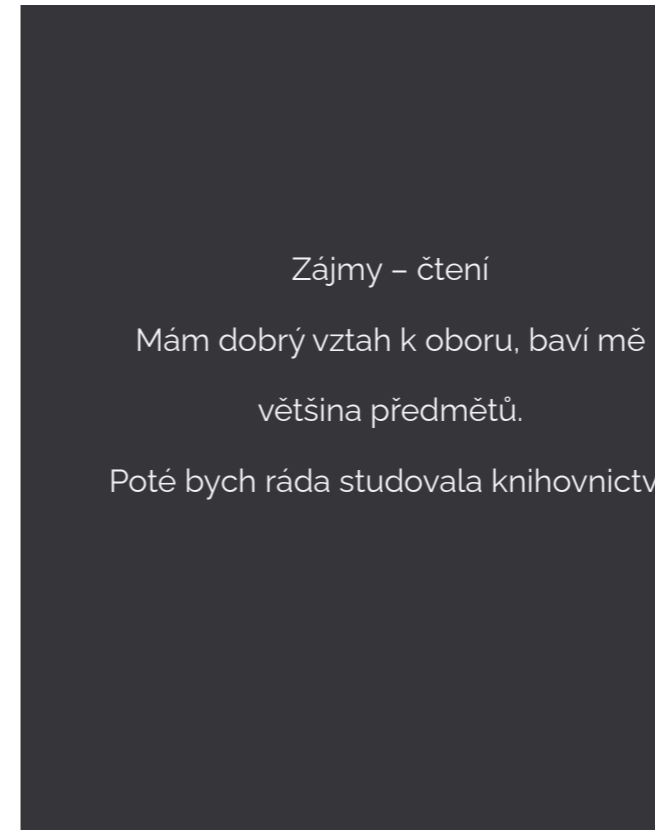 Zájmy – čtení
Mám dobrý vztah k oboru, baví mě
většina předmětů.
Poté bych ráda studovala knihovnictv